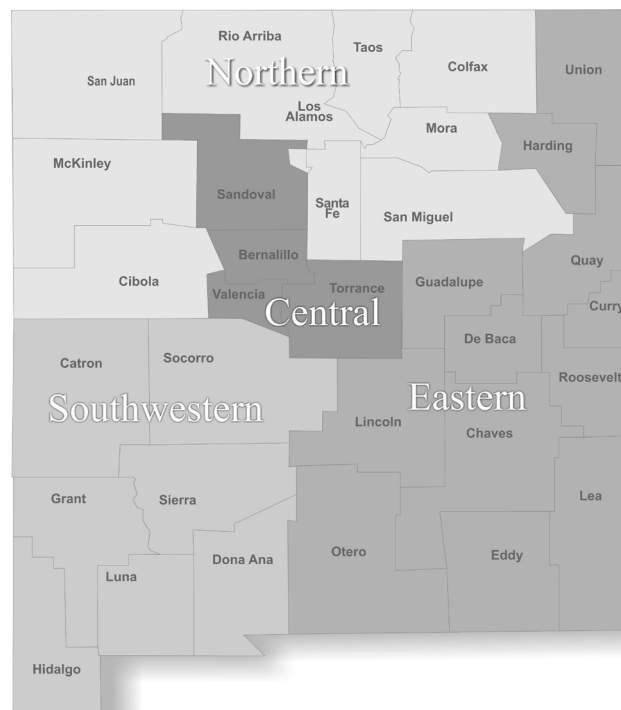 Rio Arriba
Taos
Colfax
Union
San Juan
Northern
Los
Alamos
Mora
Harding
McKinley
Sandoval
Santa
Fe
San Miguel
Bernalillo
Quay
Cibola
Valencia
Torrance
Guadalupe
Curry
Central
De Baca
Catron
Socorro
Roosevelt
Southwestern
Eastern
Lincoln
Chaves
Grant
Sierra
Lea
Otero
Eddy
Dona Ana
Luna
Hidalgo